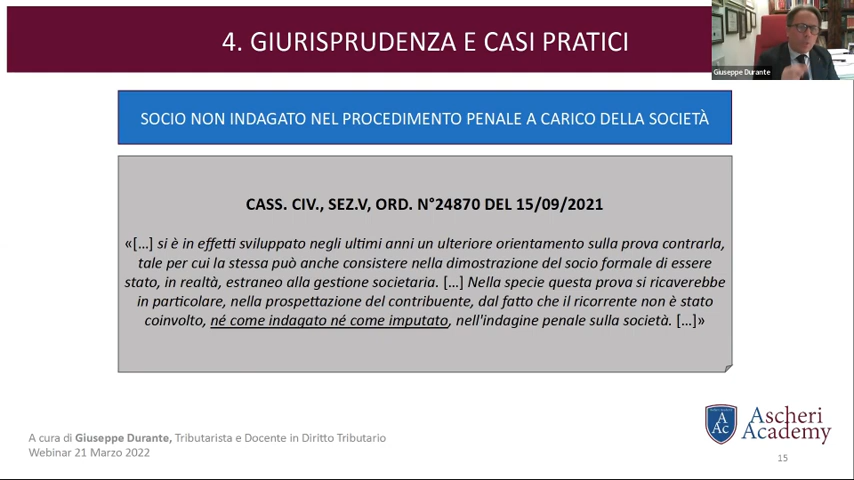 4. GIURISPRUDENZA E CASI PRATICI
Giuseppe Durante
SOCIO NON INDAGATO NEL PROCEDIMENTO PENALE A CARICO DELLA SOCIETÀ
CASS. CIV., SEZ.V, ORD. N°24870 DEL 15/09/2021
«[…] si è in effetti sviluppato negli ultimi anni un ulteriore orientamento sulla prova contrarla,
tale per cui la stessa può anche consistere nella dimostrazione del socio formale di essere
stato, in realtà, estraneo alla gestione societaria. […] Nella specie questa prova si ricaverebbe
in particolare, nella prospettazione del contribuente, dal fatto che il ricorrente non è stato
coinvolto, né come indagato né come imputato, nell'indagine penale sulla società. […]»
A cura di Giuseppe Durante, Tributarista e Docente in Diritto Tributario
Webinar 21 Marzo 2022
A
Ac
Ascheri
Academy
15